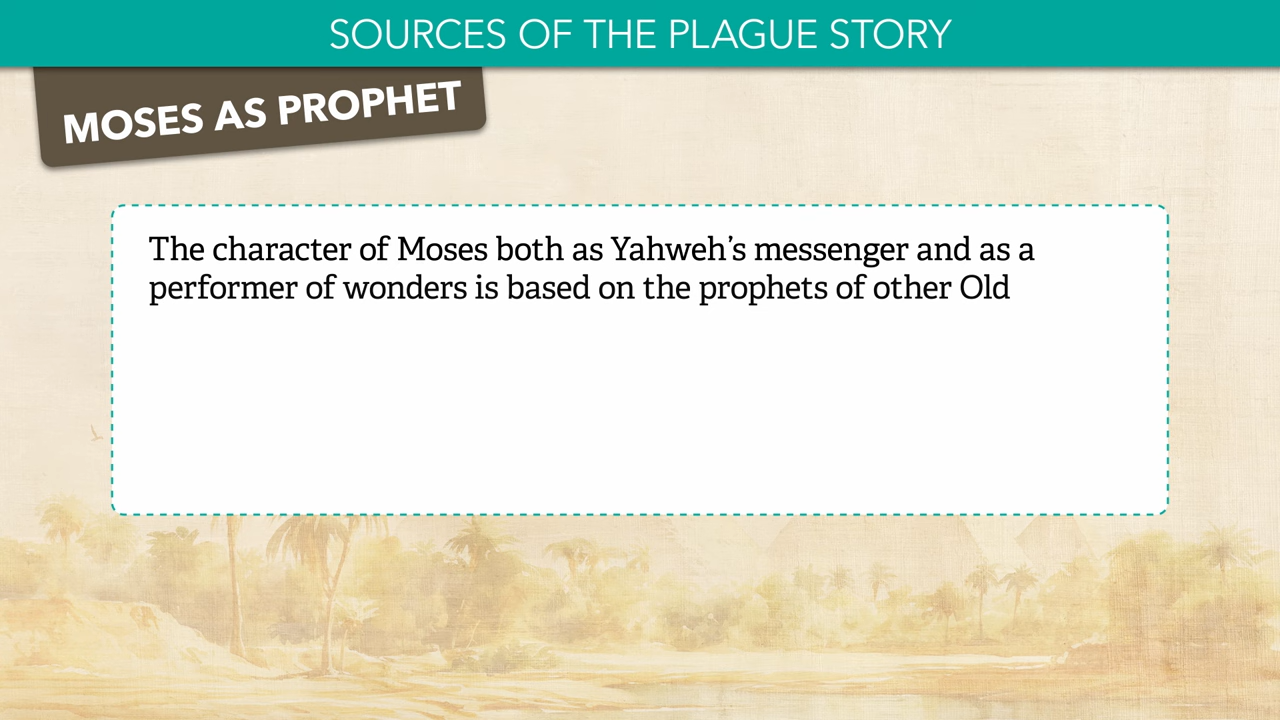 SOURCES OF THE PLAGUE STORY
MOSES AS PROPHET
The character of Moses both as Yahweh’s messenger and as a
performer of wonders is based on the prophets of other Old